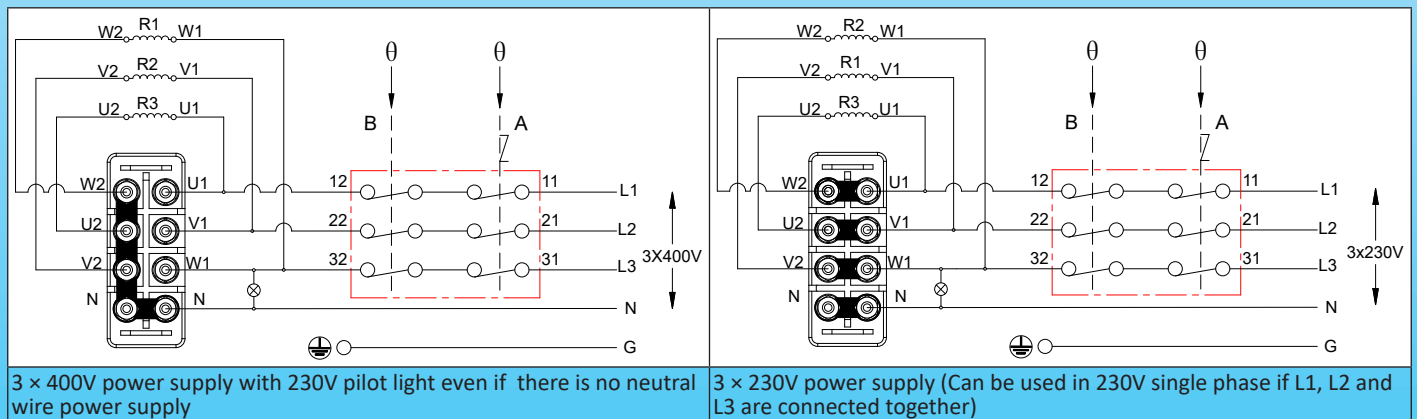 W2 R1 W1
V2 R2 V1
U2 R3 U1
θ θ
B A
W2 U1 12 11 L1
U2 V1 22 21 L2
V2 W1 32 31 L3
3X400V
N N N
G
3 × 400V power supply with 230V pilot light even if there is no neutral
wire power supply
W2 R2 W1
V2 R1 V1
U2 R3 U1
θ θ
B A
W2 U1 12 11 L1
U2 V1 22 21 L2
V2 W1 32 31 L3
3x230V
N N N
G
3 × 230V power supply (Can be used in 230V single phase if L1, L2 and
L3 are connected together)